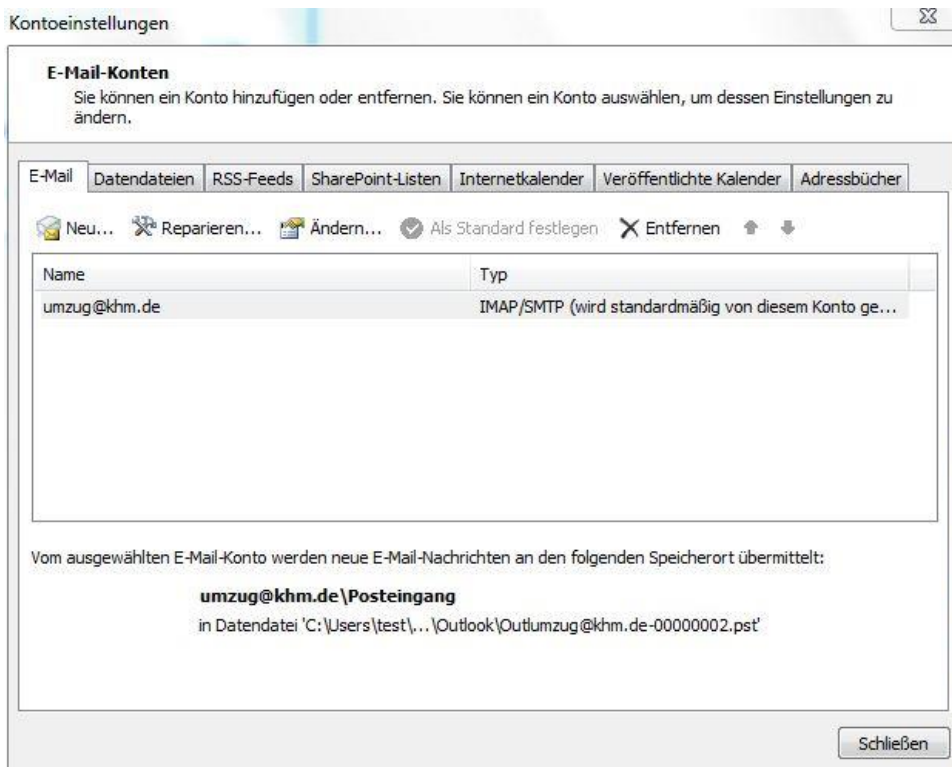 Kontoeinstellungen
E-Mail-Konten
Sie können ein Konto hinzufügen oder entfernen. Sie können ein Konto auswählen, um dessen Einstellungen zu
ändern.
E-Mail Datendateien RSS-Feeds SharePoint-Listen Internetkalender Veröffentlichte Kalender Adressbücher
Neu... Reparieren... Ändern... Als Standard festlegen Entfernen
Name Typ
umzug@khm.de IMAP/SMTP (wird standardmäßig von diesem Konto ge...
Vom ausgewählten E-Mail-Konto werden neue E-Mail-Nachrichten an den folgenden Speicherort übermittelt:
umzug@khm.de\Posteingang
in Datendatei 'C:\Users\test\...\Outlook\Outlumzug@khm.de-00000002.pst'
Schließen